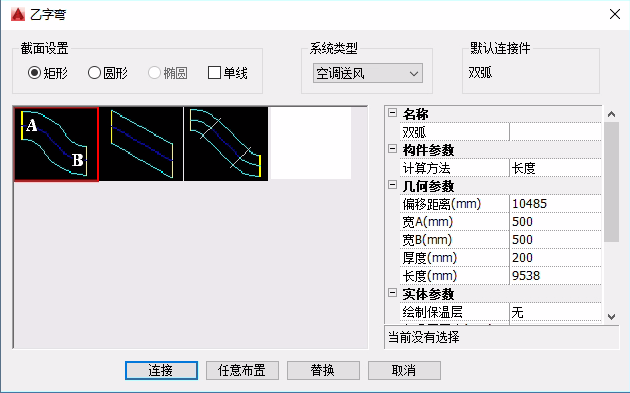 乙字弯
截面设置
矩形 圆形 椭圆 单线
系统类型
空调送风
默认连接件
双弧
A
B
名称
双弧
构件参数
计算方法 长度
几何参数
偏移距离(mm) 10485
宽A(mm) 500
宽B(mm) 500
厚度(mm) 200
长度(mm) 9538
实体参数
绘制保温层 无
当前没有选择
连接 任意布置 替换 取消